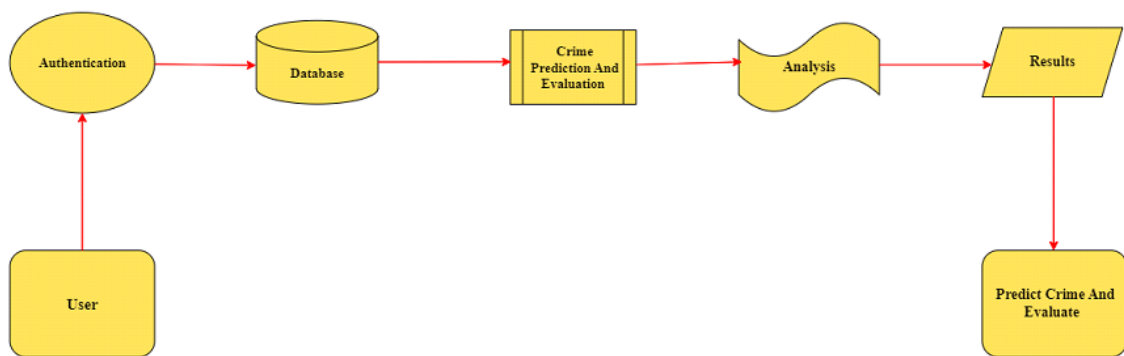 Authentication
Database
Crime
Prediction And
Evaluation
Analysis
Results
User
Predict Crime And
Evaluate